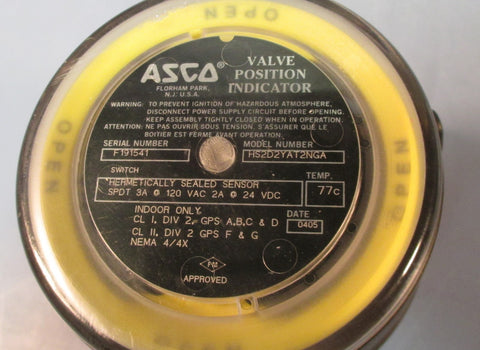 OPEN
ASCO
FLORHAM PARK,
N.J. U.S.A.
VALVE
POSITION
INDICATOR
WARNING: TO PREVENT IGNITION OF HAZARDOUS ATMOSPHERE,
DISCONNECT POWER SUPPLY CIRCUIT BEFORE OPENING.
KEEP ASSEMBLY TIGHTLY CLOSED WHEN IN OPERATION.
ATTENTION: NE PAS OUVRIR SOUS TENSION. S'ASSURER QUE LE
BOITIER EST FERME AVANT OPERATION.
SERIAL NUMBER
F191541
MODEL NUMBER
HS2D2YAT2NGA
SWITCH
HERMETICALLY SEALED SENSOR
SPDT 3A @ 120 VAC 2A @ 24 VDC
TEMP.
77c
INDOOR ONLY
CL I, DIV 2, GPS A,B,C & D
CL II, DIV 2 GPS F & G
NEMA 4/4X
DATE
0405
FM
APPROVED
OPEN
OPEN